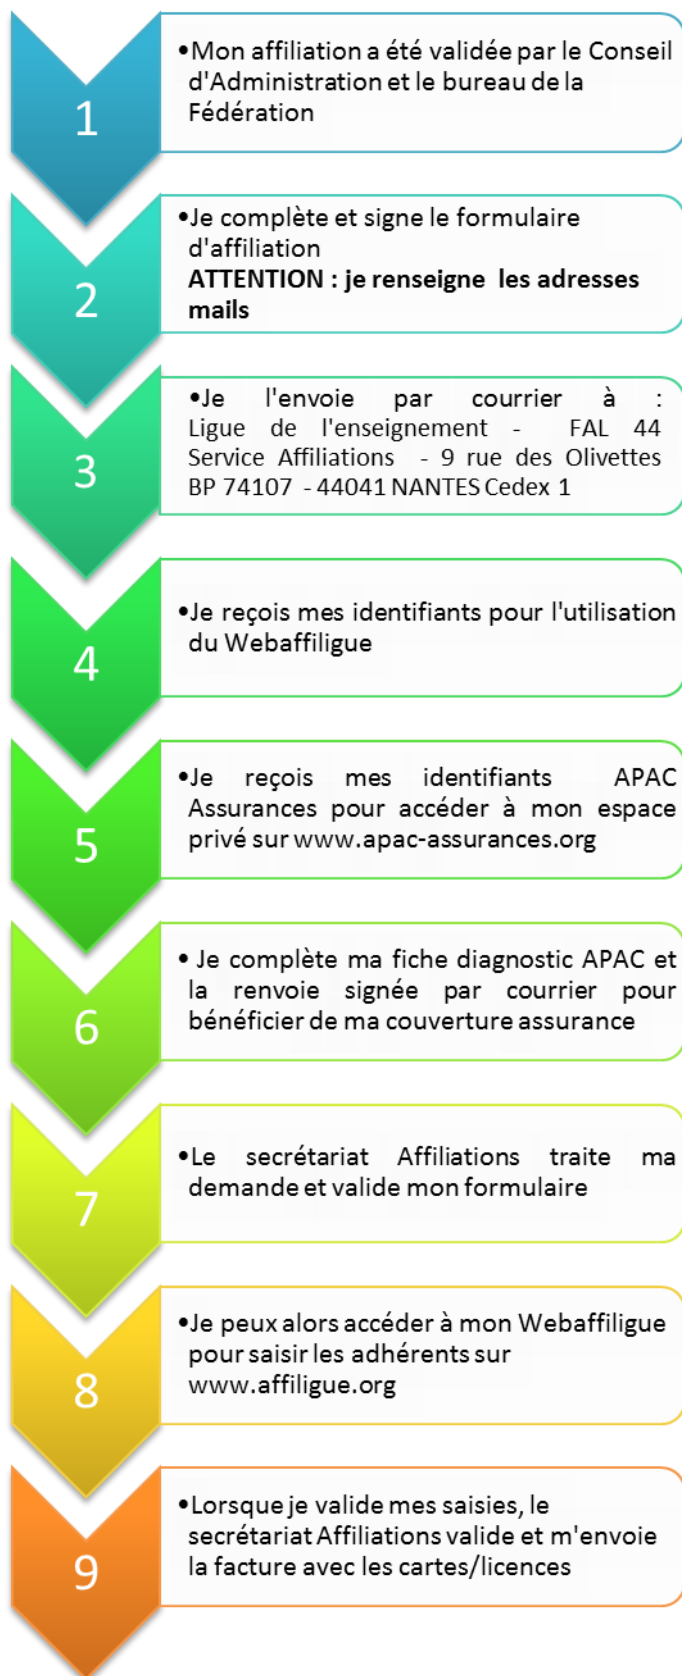 1
•Mon affiliation a été validée par le Conseil
d'Administration et le bureau de la
Fédération
2
•Je complète et signe le formulaire
d'affiliation
ATTENTION : je renseigne les adresses
mails
3
•Je l'envoie par courrier à :
Ligue de l'enseignement - FAL 44
Service Affiliations - 9 rue des Olivettes
BP 74107 - 44041 NANTES Cedex 1
4
•Je reçois mes identifiants pour l'utilisation
du Webaffiligue
5
•Je reçois mes identifiants APAC
Assurances pour accéder à mon espace
privé sur www.apac-assurances.org
6
• Je complète ma fiche diagnostic APAC et
la renvoie signée par courrier pour
bénéficier de ma couverture assurance
7
•Le secrétariat Affiliations traite ma
demande et valide mon formulaire
8
•Je peux alors accéder à mon Webaffiligue
pour saisir les adhérents sur
www.affiligue.org
9
•Lorsque je valide mes saisies, le
secrétariat Affiliations valide et m'envoie
la facture avec les cartes/licences